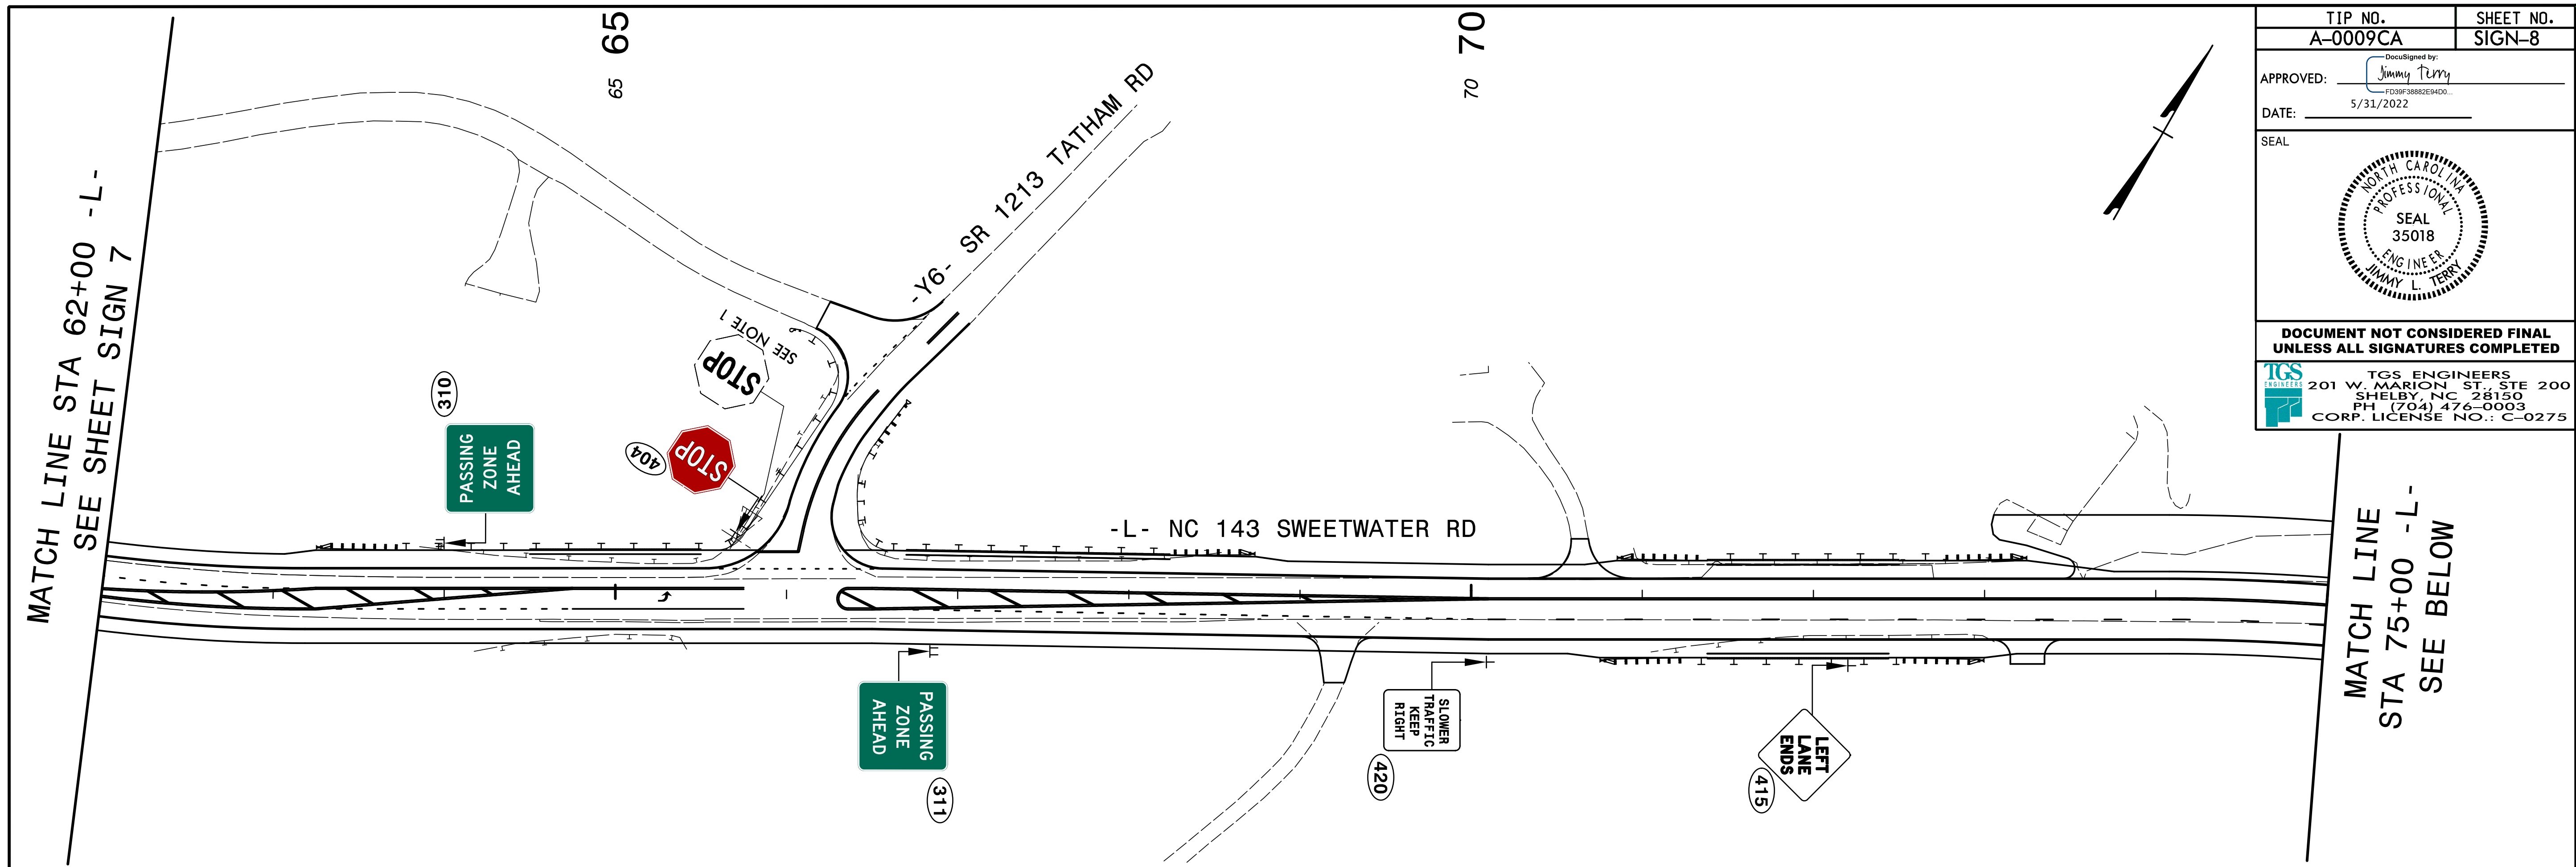 TIP NO.
SHEET NO.
A-0009CA
SIGN-8
APPROVED:
DocuSigned by:
Jimmy Terry
FD39F38882E94D0...
DATE:
5/31/2022
SEAL
NORTH CAROLINA
PROFESSIONAL
SEAL
35018
ENGINEER
JIMMY L. TERRY
DOCUMENT NOT CONSIDERED FINAL
UNLESS ALL SIGNATURES COMPLETED
TGS
ENGINEERS
TGS ENGINEERS
201 W. MARION ST., STE 200
SHELBY, NC 28150
PH (704) 476-0003
CORP. LICENSE NO.: C-0275
MATCH LINE STA 62+00 -L-
SEE SHEET SIGN 7
65
65
70
70
-Y6- SR 1213 TATHAM RD
SEE NOTE 1
STOP
STOP
404
310
PASSING
ZONE
AHEAD
-L- NC 143 SWEETWATER RD
PASSING
ZONE
AHEAD
311
SLOWER
TRAFFIC
KEEP
RIGHT
420
LEFT
LANE
ENDS
415
MATCH LINE
STA 75+00 -L-
SEE BELOW